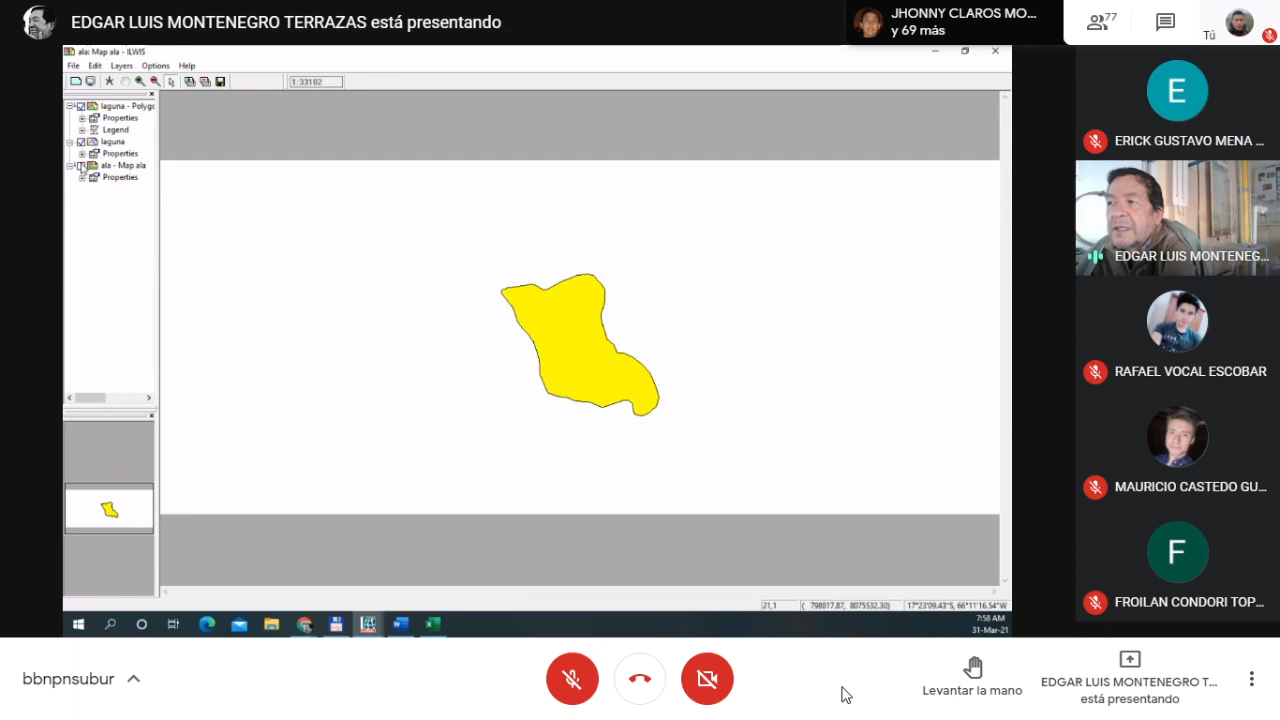 EDGAR LUIS MONTENEGRO TERRAZAS está presentando
JHONNY CLAROS MO...
y 69 más
77
Tú
ala: Map ala - ILWIS
File Edit Layers Options Help
1:33182
laguna - Polygo
Properties
Legend
laguna
Properties
ala - Map ala
Properties
E
ERICK GUSTAVO MENA ...
EDGAR LUIS MONTENEG...
RAFAEL VOCAL ESCOBAR
MAURICIO CASTEDO GU...
F
FROILAN CONDORI TOP...
21,1
( 798817.87, 8075532.30)
17°23'09.43"S, 66°11'16.54"W
7:58 AM
31-Mar-21
bbnpnsubur
Levantar la mano
EDGAR LUIS MONTENEGRO T...
está presentando